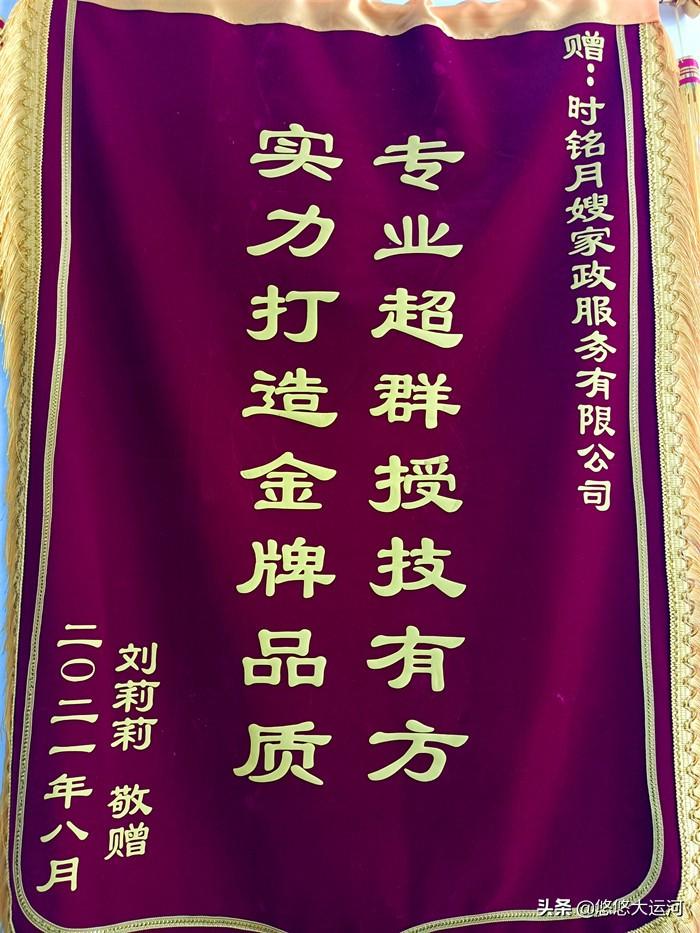 赠：时铭月嫂家政服务有限公司
专业超群授技有方
实力打造金牌品质
刘莉莉 敬赠
二〇二一年八月
头条 @悠悠大运河